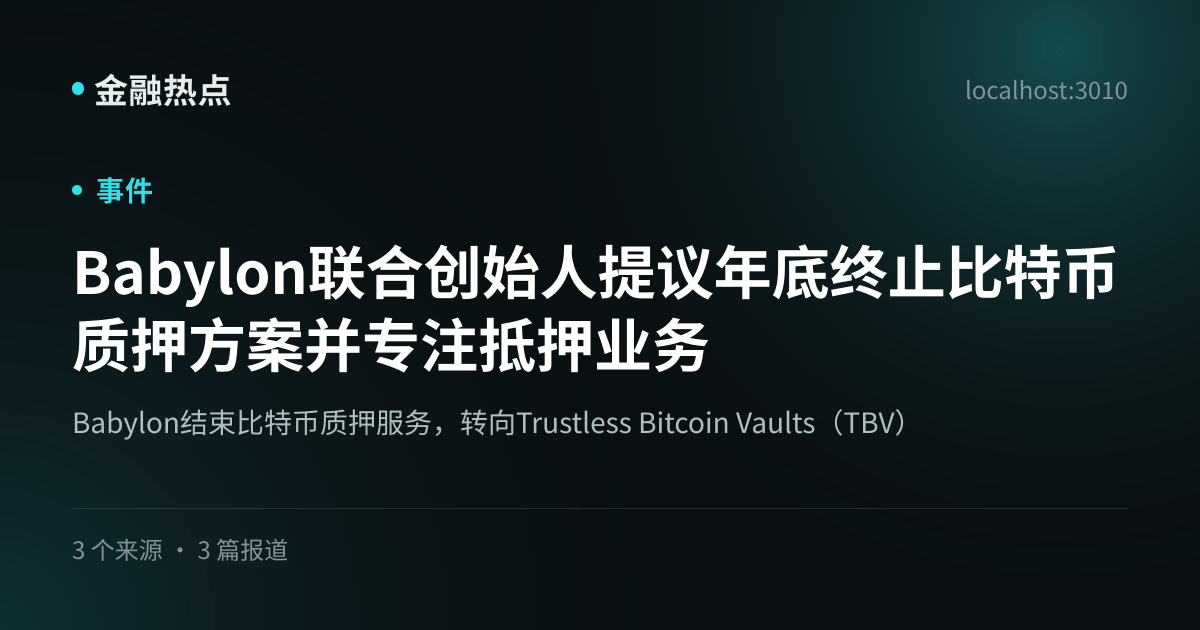 金融热点
localhost:3010
事件
Babylon联合创始人提议年底终止比特币
质押方案并专注抵押业务
Babylon结束比特币质押服务，转向Trustless Bitcoin Vaults（TBV）
3 个来源 · 3 篇报道